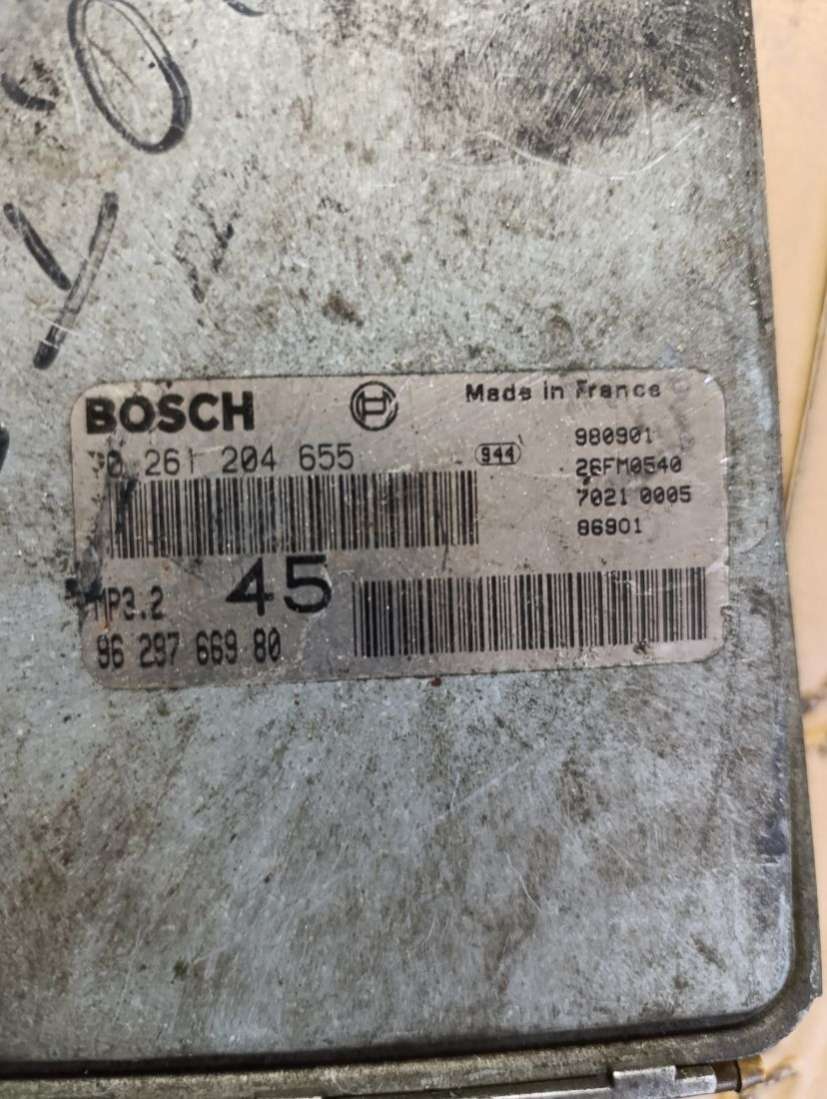 BOSCH
Made in France
0 261 204 655
944
980901
26FM0540
7021 0005
86901
MP3.2
45
96 297 669 80